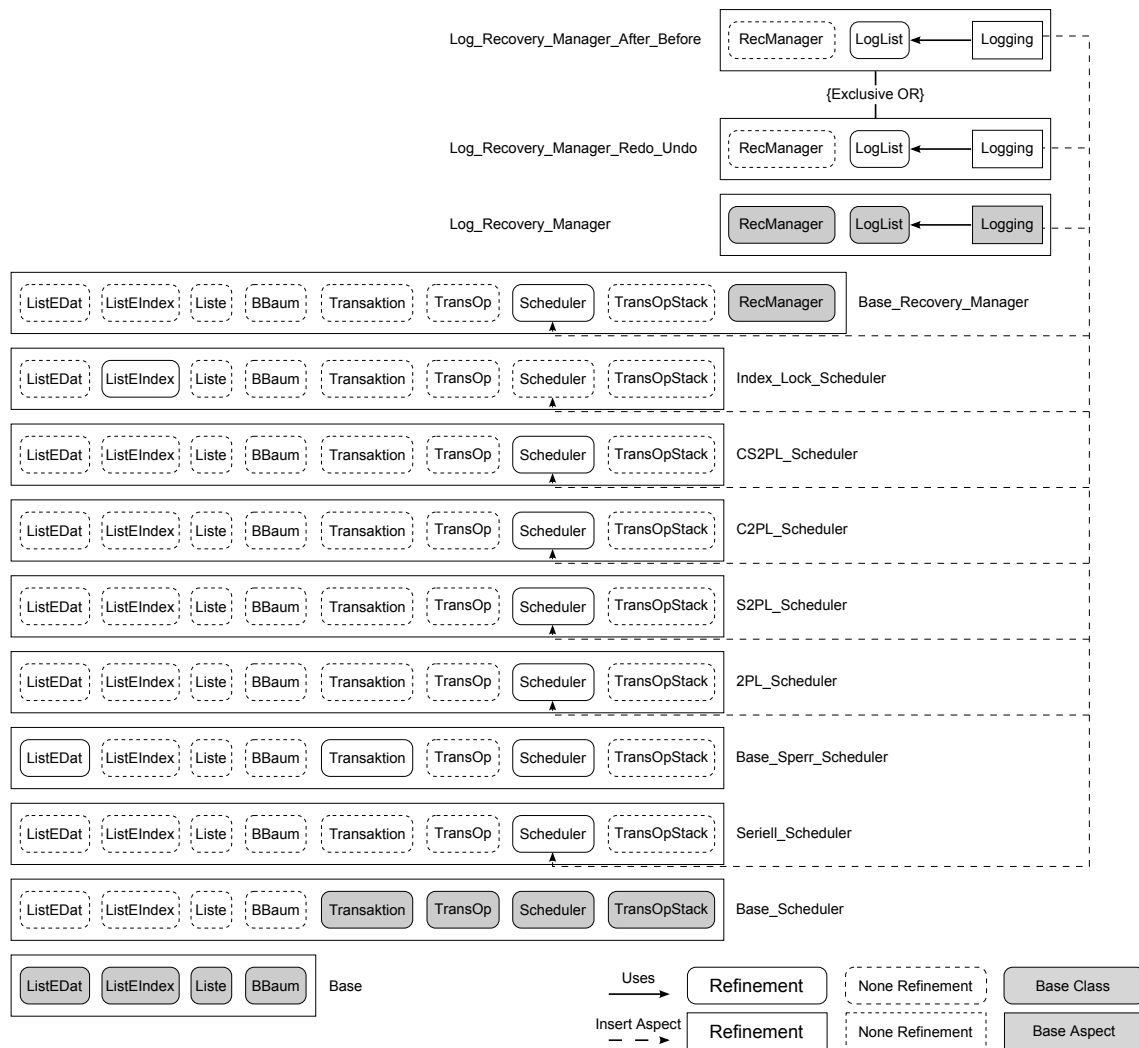 Log_Recovery_Manager_After_Before RecManager LogList Logging
{Exclusive OR}
Log_Recovery_Manager_Redo_Undo RecManager LogList Logging
Log_Recovery_Manager RecManager LogList Logging
ListEDat ListEIndex Liste BBaum Transaktion TransOp Scheduler TransOpStack RecManager Base_Recovery_Manager
ListEDat ListEIndex Liste BBaum Transaktion TransOp Scheduler TransOpStack Index_Lock_Scheduler
ListEDat ListEIndex Liste BBaum Transaktion TransOp Scheduler TransOpStack CS2PL_Scheduler
ListEDat ListEIndex Liste BBaum Transaktion TransOp Scheduler TransOpStack C2PL_Scheduler
ListEDat ListEIndex Liste BBaum Transaktion TransOp Scheduler TransOpStack S2PL_Scheduler
ListEDat ListEIndex Liste BBaum Transaktion TransOp Scheduler TransOpStack 2PL_Scheduler
ListEDat ListEIndex Liste BBaum Transaktion TransOp Scheduler TransOpStack Base_Sperr_Scheduler
ListEDat ListEIndex Liste BBaum Transaktion TransOp Scheduler TransOpStack Seriell_Scheduler
ListEDat ListEIndex Liste BBaum Transaktion TransOp Scheduler TransOpStack Base_Scheduler
ListEDat ListEIndex Liste BBaum Base
Uses Refinement None Refinement Base Class
Insert Aspect Refinement None Refinement Base Aspect